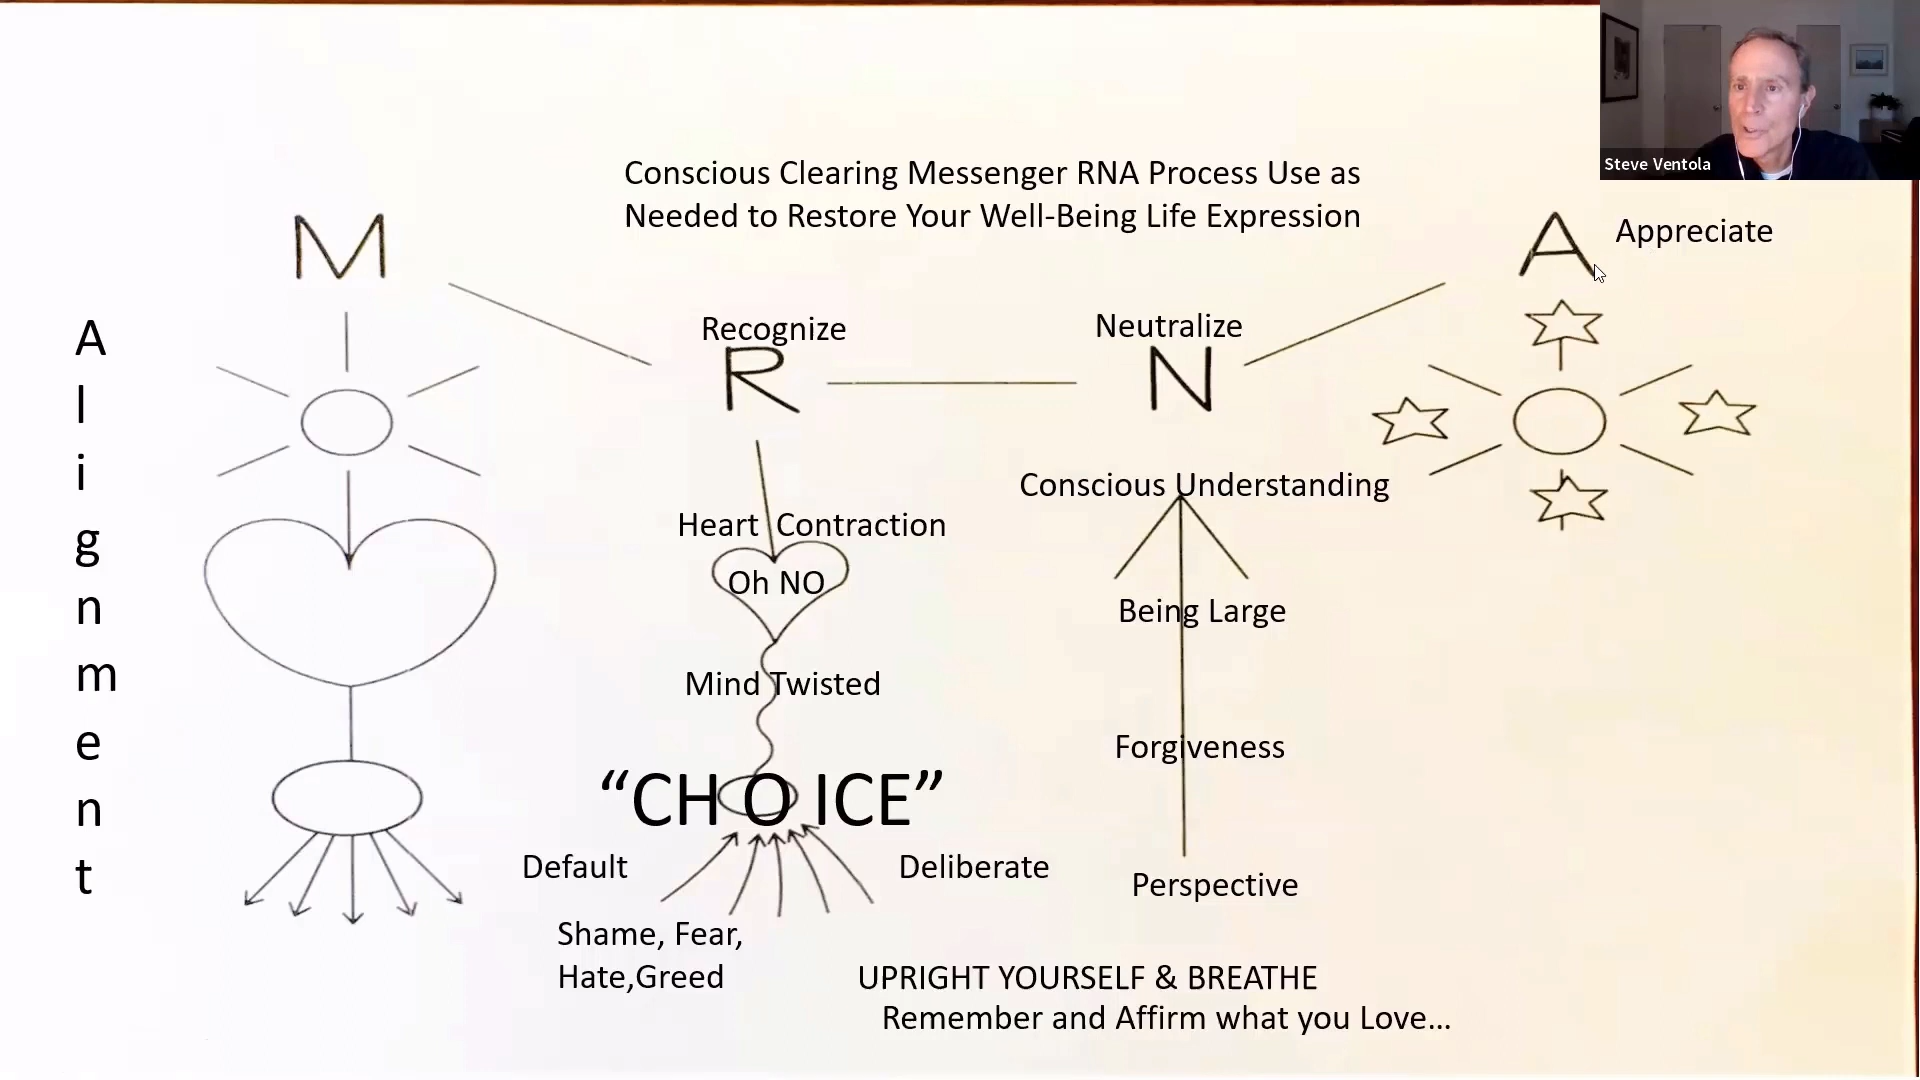 Steve Ventola
Conscious Clearing Messenger RNA Process Use as
Needed to Restore Your Well-Being Life Expression
M
A
Appreciate
Alignment
Recognize
R
Neutralize
N
Heart Contraction
Oh NO
Mind Twisted
“CH O ICE”
Default
Deliberate
Shame, Fear,
Hate,Greed
Conscious Understanding
Being Large
Forgiveness
Perspective
UPRIGHT YOURSELF & BREATHE
Remember and Affirm what you Love...